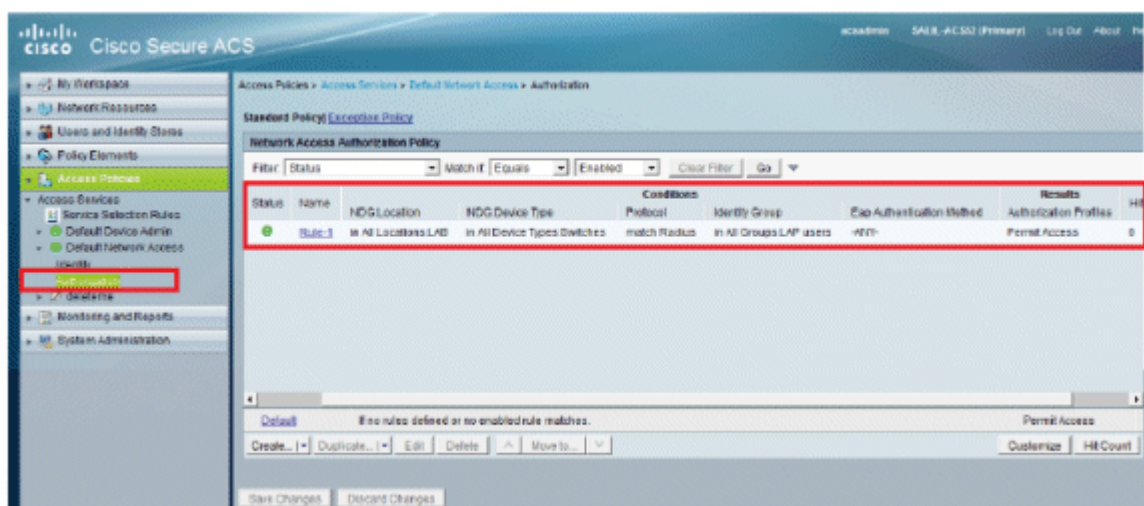 CISCO Cisco Secure ACS
acsadmin (Primary) Log Out About
My Workspace
Network Resources
Users and Identity Stores
Policy Elements
Access Policies
Access Services
Service Selection Rules
Default Device Admin
Default Network Access
Identity
Authorization
Monitoring and Reports
System Administration
Access Policies > Access Services > Default Network Access > Authorization
Standard Policy| Exception Policy
Network Access Authorization Policy
Filter: Status Match if: Equals Enabled Clear Filter Go
Conditions Results
Status Name NDG:Location NDG:Device Type Protocol Identity Group Eap Authentication Method Authorization Profiles
Rule-1 in All Locations:LAB in All Device Types:Switches match Radius in All Groups:LAP users -ANY- Permit Access 0
Default If no rules defined or no enabled rule matches. Permit Access
Create... Duplicate... Edit Delete Move to...
Customize Hit Count
Save Changes Discard Changes